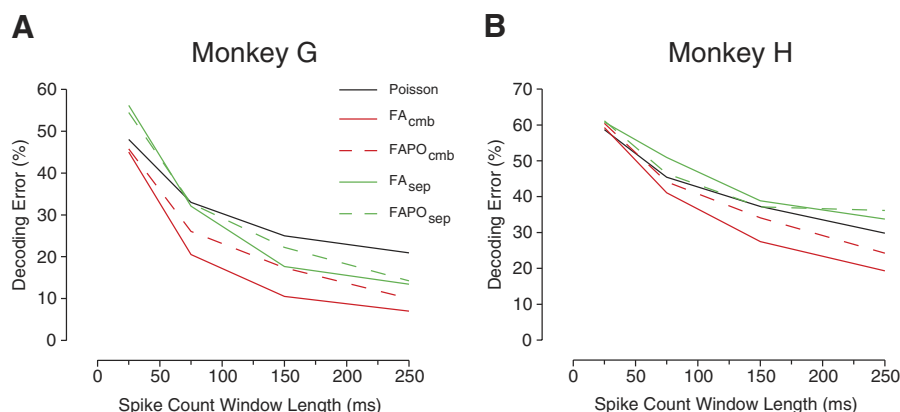 A
Monkey G
Decoding Error (%)
60
50
40
30
20
10
0
0 50 100 150 200 250
Spike Count Window Length (ms)
Poisson
FAcmb
FAPOcmb
FAsep
FAPOsep
B
Monkey H
Decoding Error (%)
70
60
50
40
30
20
10
0
0 50 100 150 200 250
Spike Count Window Length (ms)